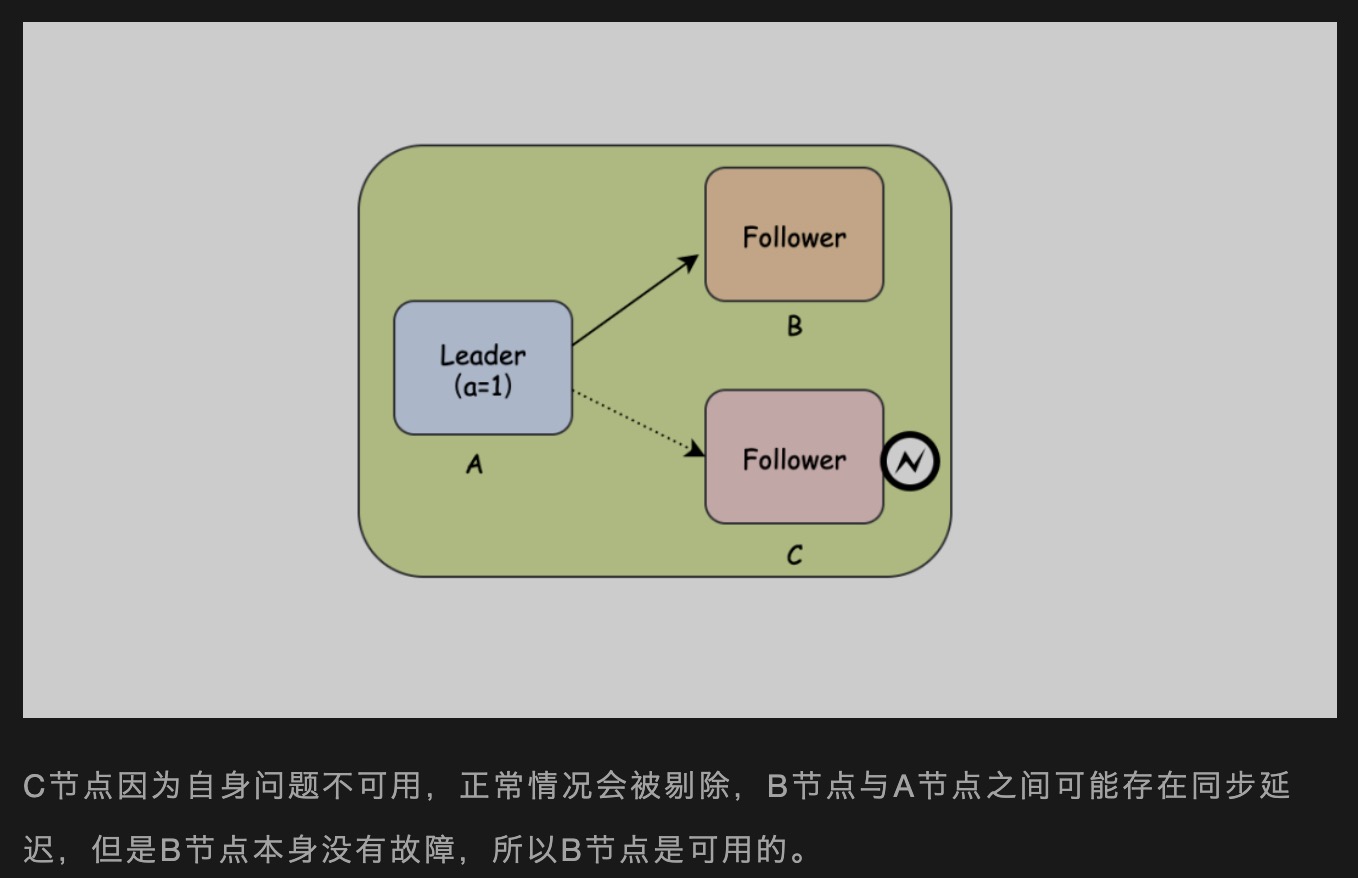 Follower
B
Leader
(a=1)
A
Follower
C
C节点因为自身问题不可用，正常情况会被剔除，B节点与A节点之间可能存在同步延
迟，但是B节点本身没有故障，所以B节点是可用的。